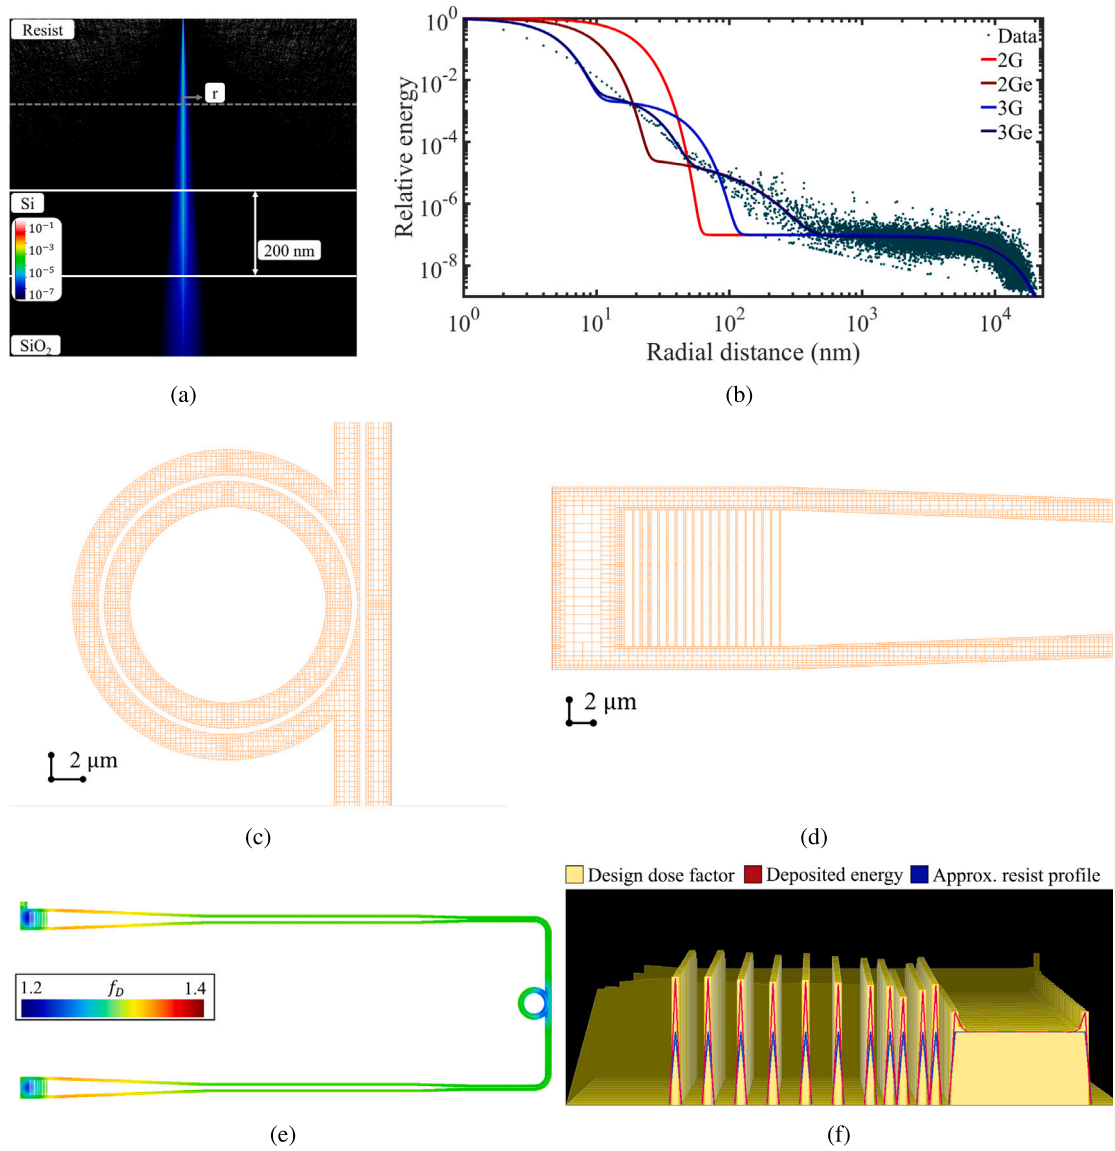 Resist
r
Si
10⁻¹
10⁻³
10⁻⁵
10⁻⁷
200 nm
SiO₂
(a)
Relative energy
10⁰
10⁻²
10⁻⁴
10⁻⁶
10⁻⁸
Data
2G
2Ge
3G
3Ge
10⁰ 10¹ 10² 10³ 10⁴
Radial distance (nm)
(b)
2 μm
(c)
2 μm
(d)
1.2 f_D 1.4
(e)
Design dose factor Deposited energy Approx. resist profile
(f)